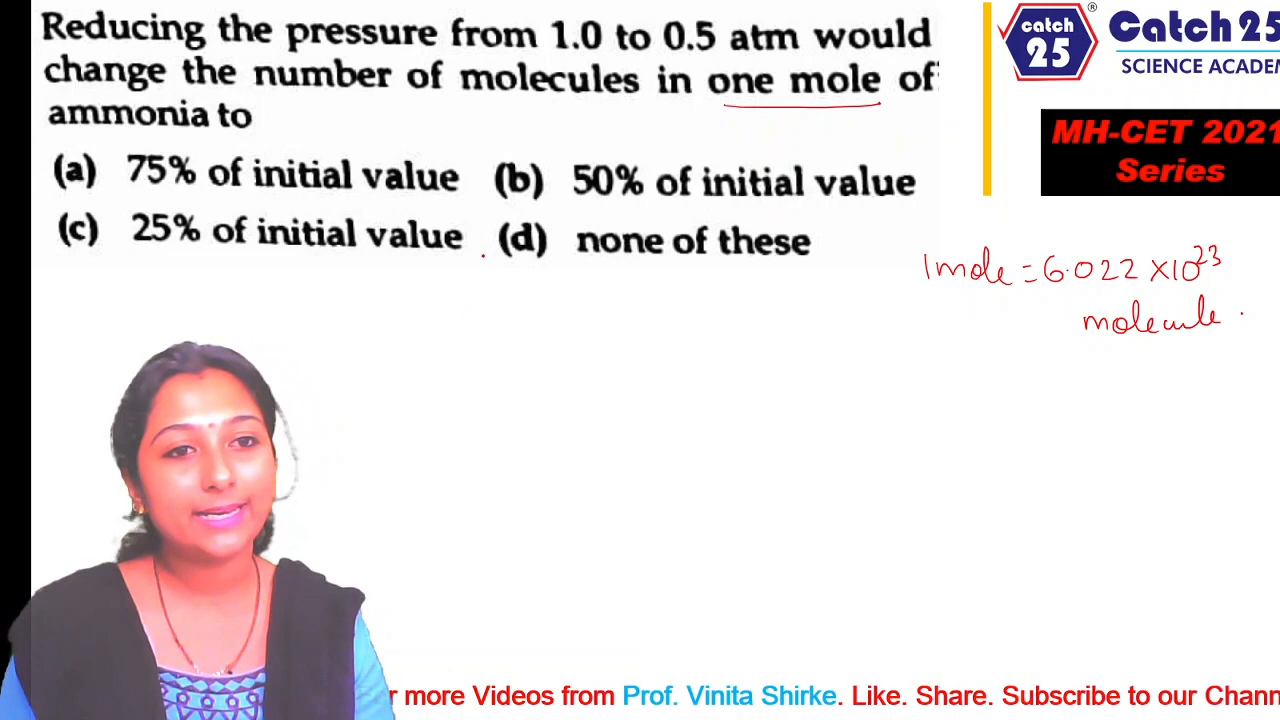 Reducing the pressure from 1.0 to 0.5 atm would
change the number of molecules in one mole of
ammonia to
(a) 75% of initial value (b) 50% of initial value
(c) 25% of initial value (d) none of these
catch
25
®
Catch 25
SCIENCE ACADEM
MH-CET 2021
Series
1 mole = 6.022 ×10²³
molecule.
r more Videos from Prof. Vinita Shirke. Like. Share. Subscribe to our Chann